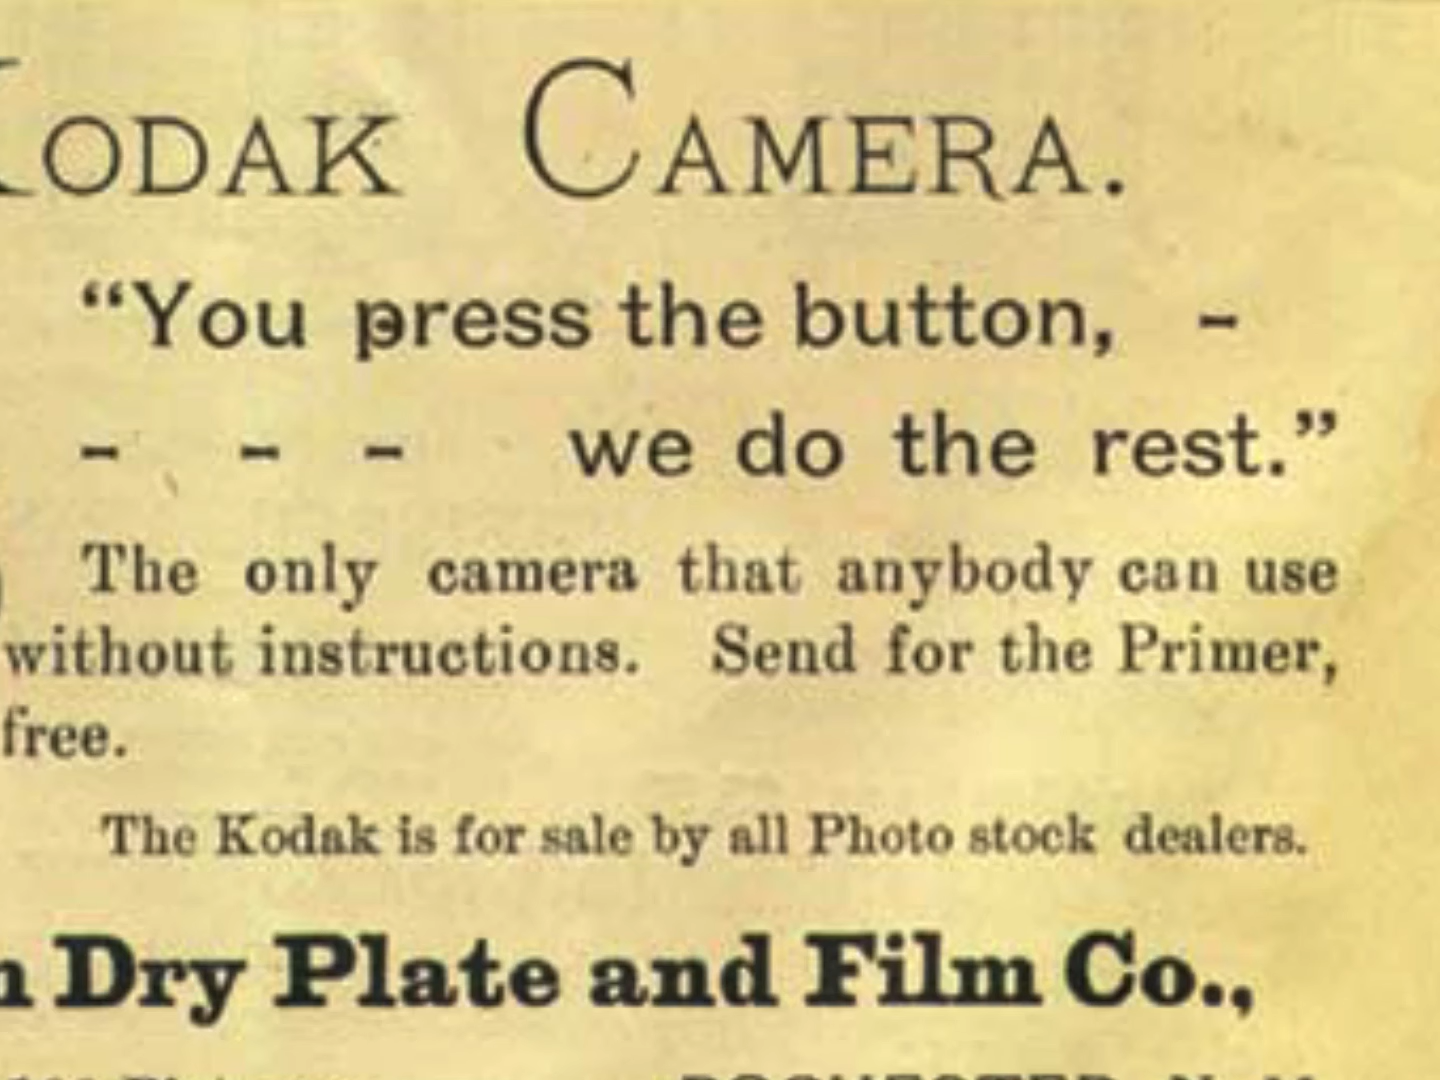 KODAK CAMERA.
“You press the button, -
- - - we do the rest.”
The only camera that anybody can use
without instructions. Send for the Primer,
free.
The Kodak is for sale by all Photo stock dealers.
Dry Plate and Film Co.,